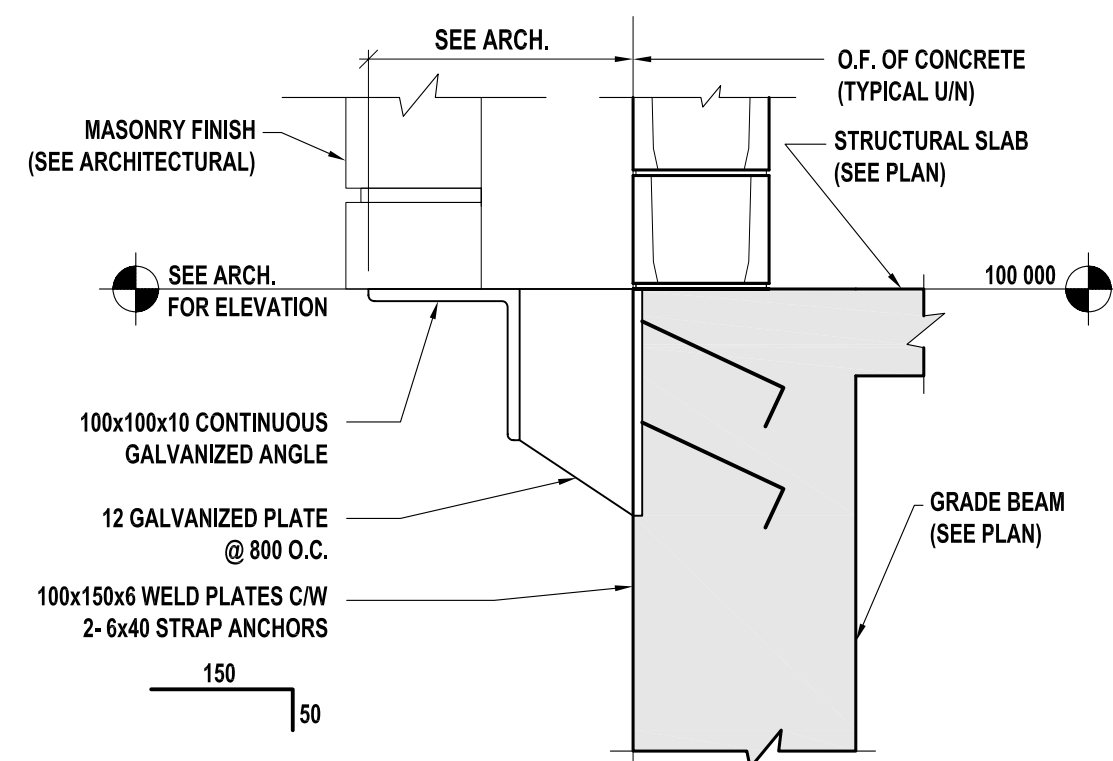 SEE ARCH.
O.F. OF CONCRETE
(TYPICAL U/N)
MASONRY FINISH
(SEE ARCHITECTURAL)
STRUCTURAL SLAB
(SEE PLAN)
SEE ARCH.
FOR ELEVATION
100 000
100x100x10 CONTINUOUS
GALVANIZED ANGLE
12 GALVANIZED PLATE
@ 800 O.C.
GRADE BEAM
(SEE PLAN)
100x150x6 WELD PLATES C/W
2- 6x40 STRAP ANCHORS
150
50